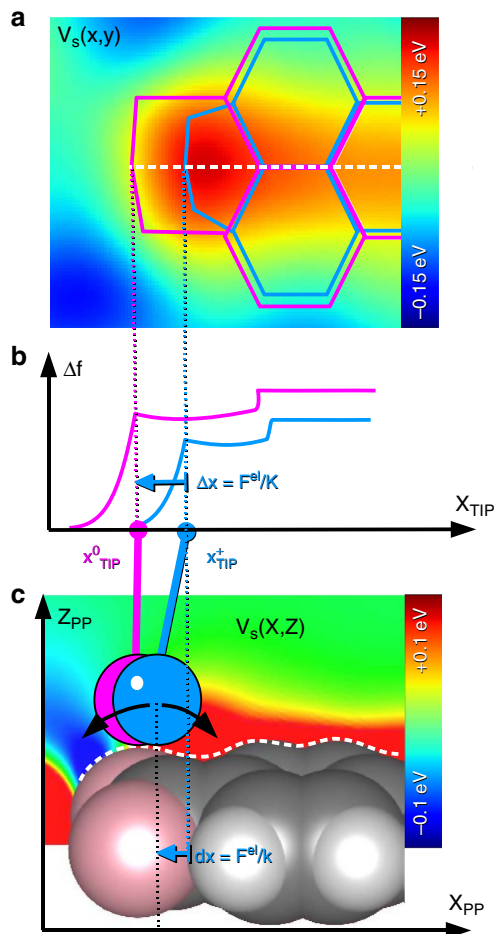 a
V_s(x,y)
+0.15 eV
−0.15 eV
b
Δf
Δx = F^el/K
X_TIP
x^0_TIP
x^+_TIP
c
Z_PP
V_s(X,Z)
+0.1 eV
−0.1 eV
dx = F^el/k
X_PP